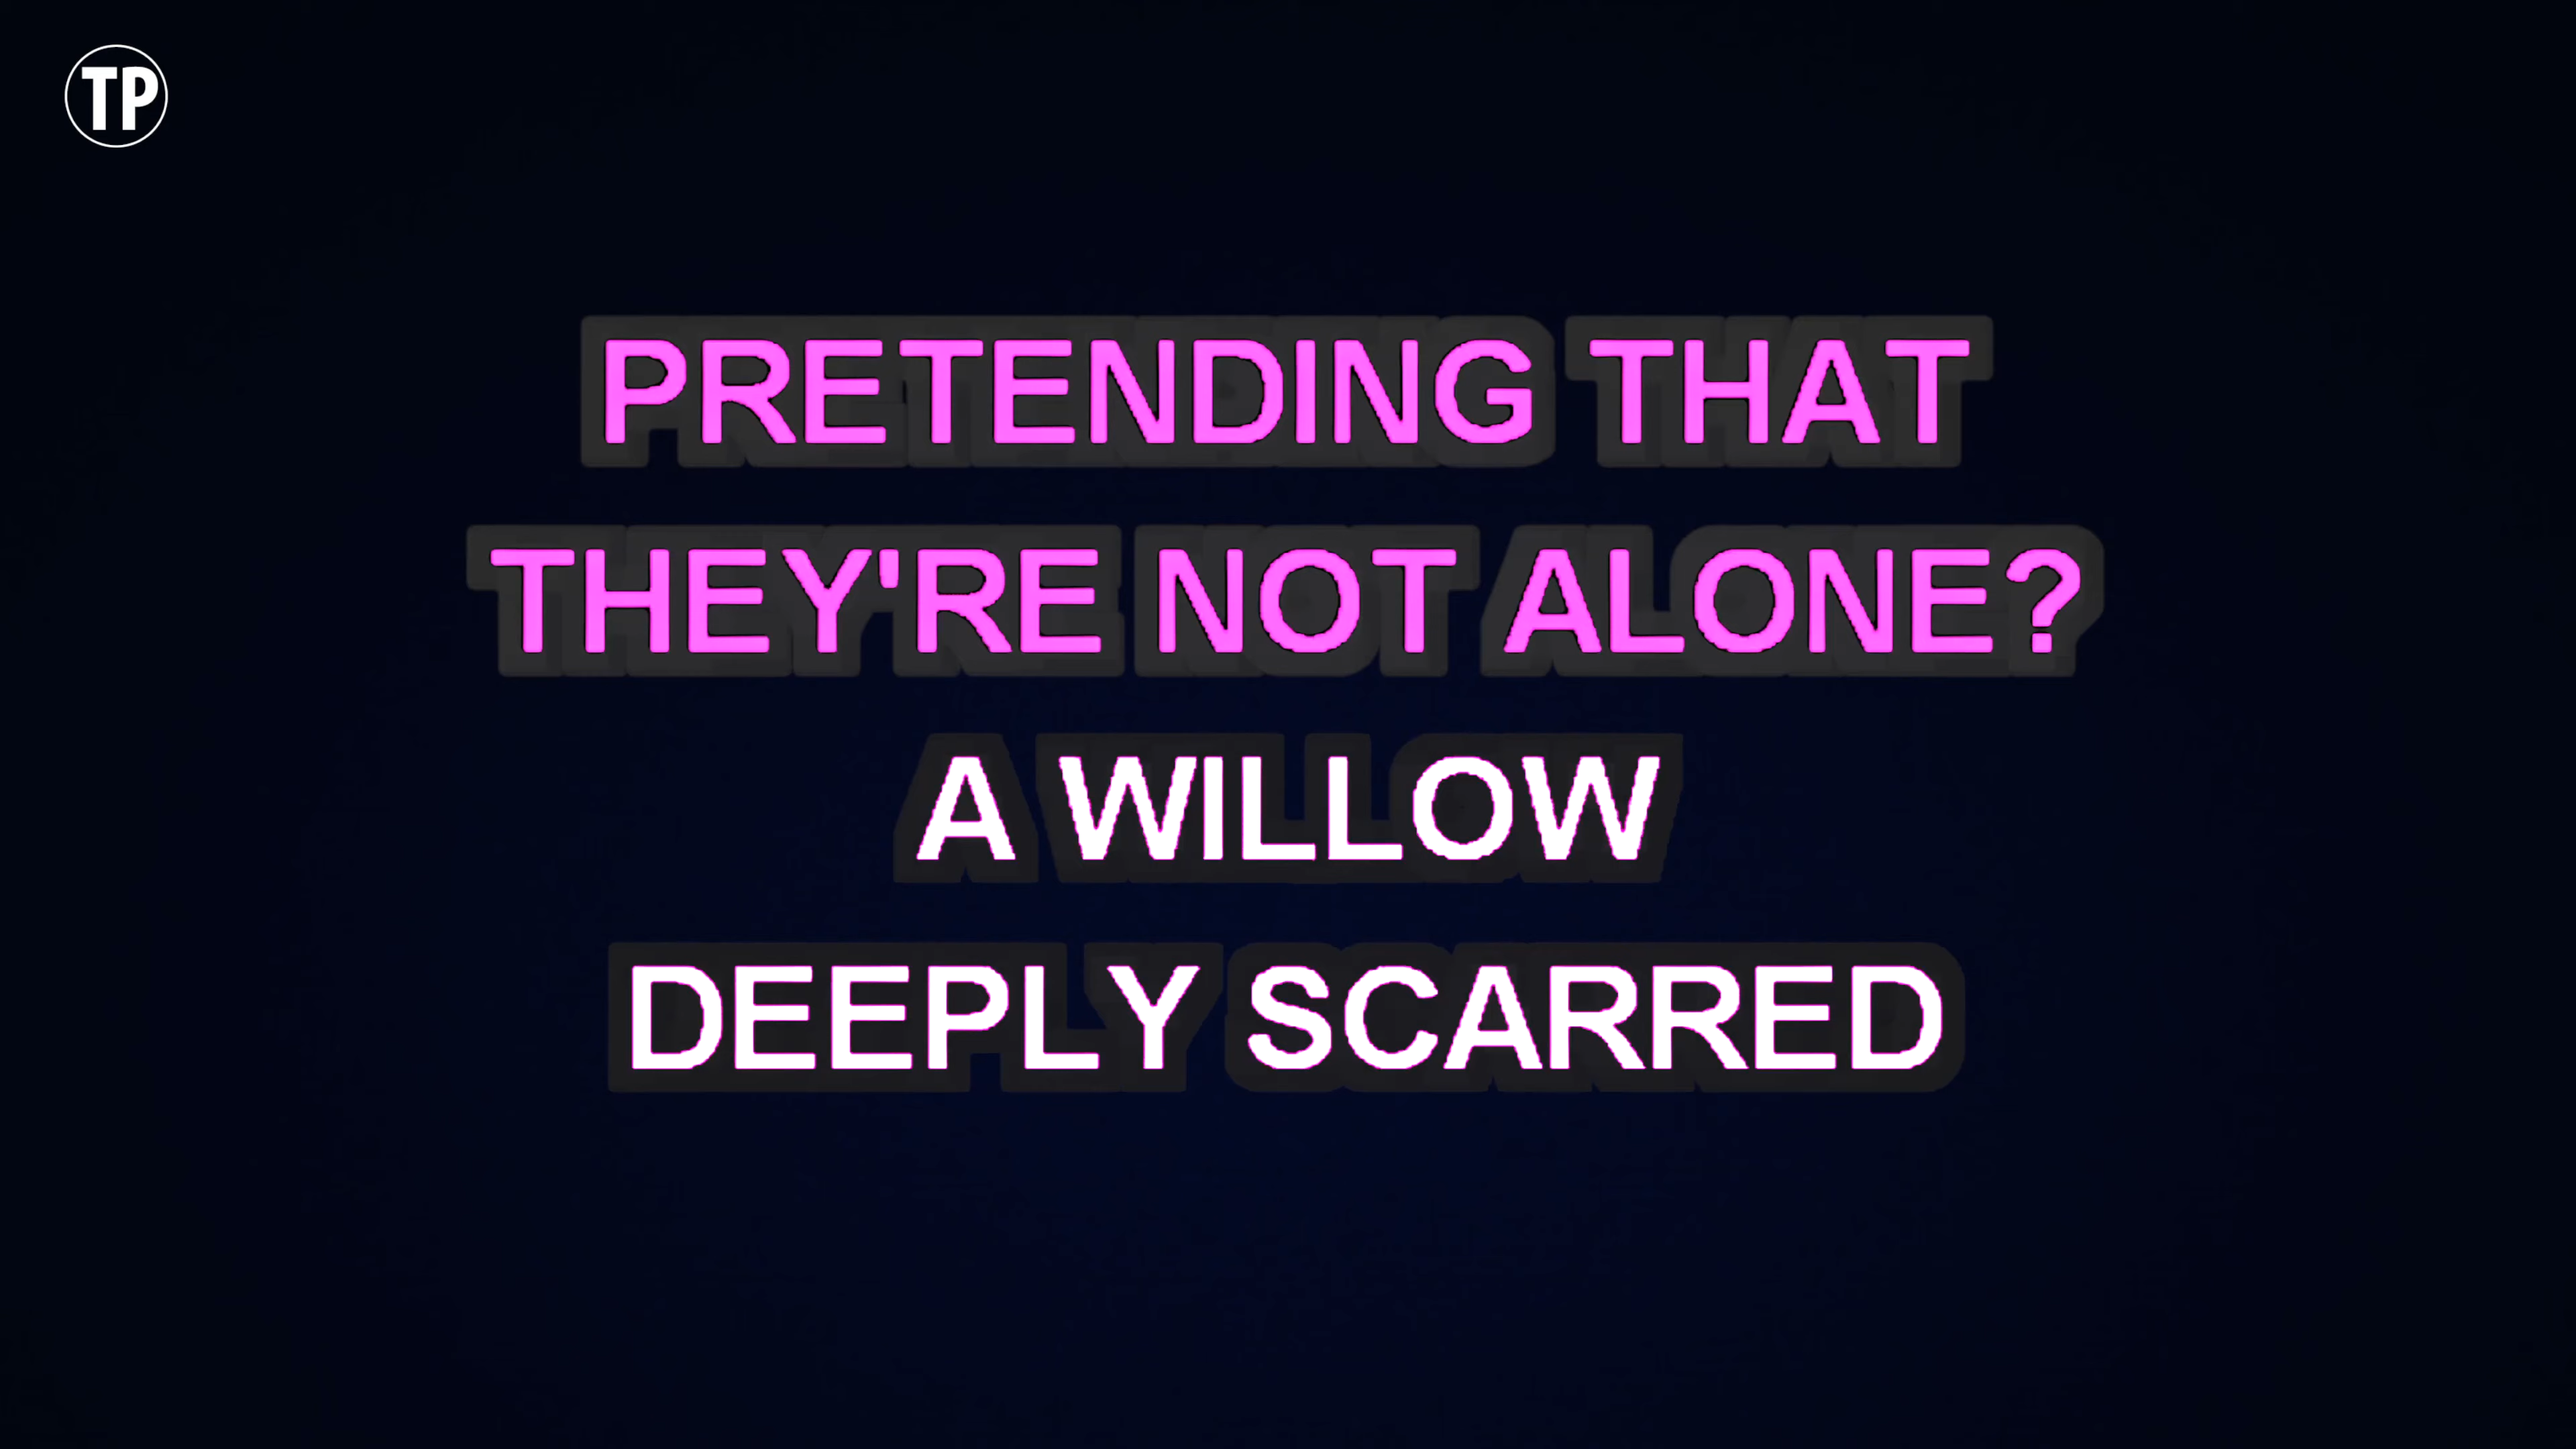 TP
PRETENDING THAT
THEY'RE NOT ALONE?
A WILLOW
DEEPLY SCARRED